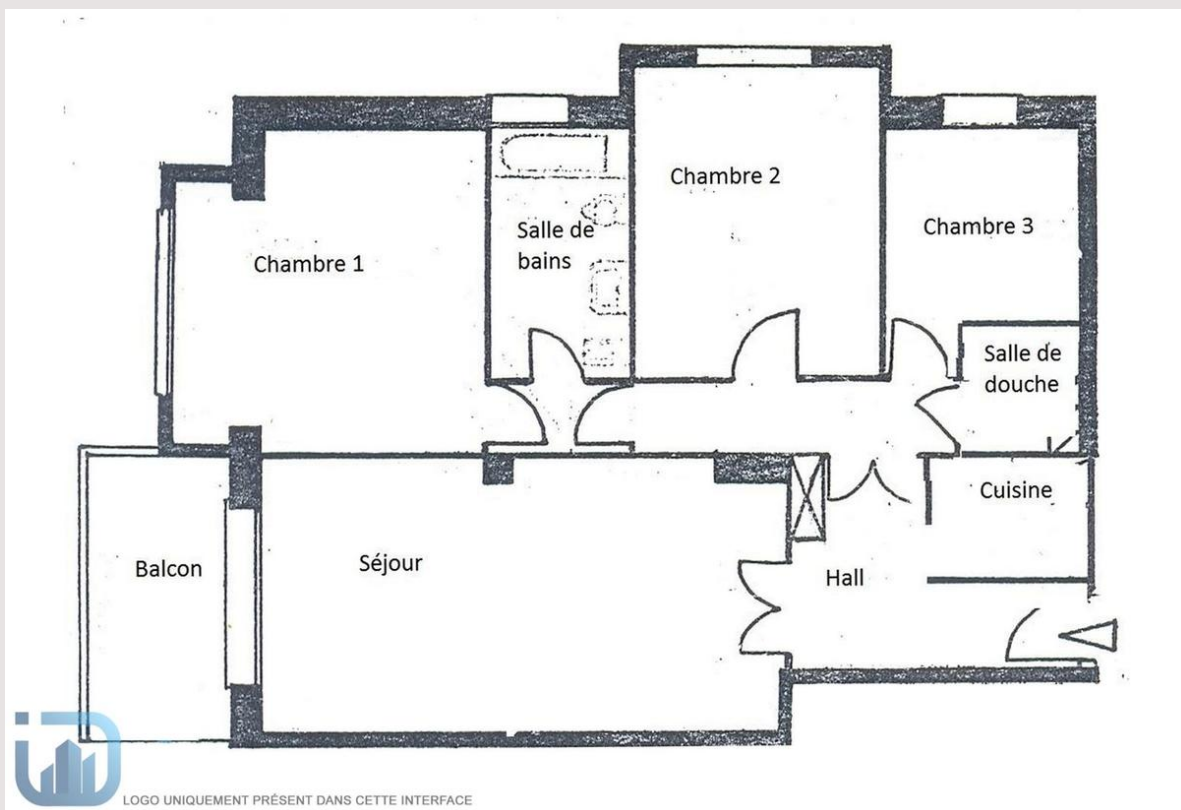 Chambre 2
Chambre 3
Salle de
bains
Chambre 1
Salle de
douche
Cuisine
Séjour
Balcon
Hall
LOGO UNIQUEMENT PRÉSENT DANS CETTE INTERFACE